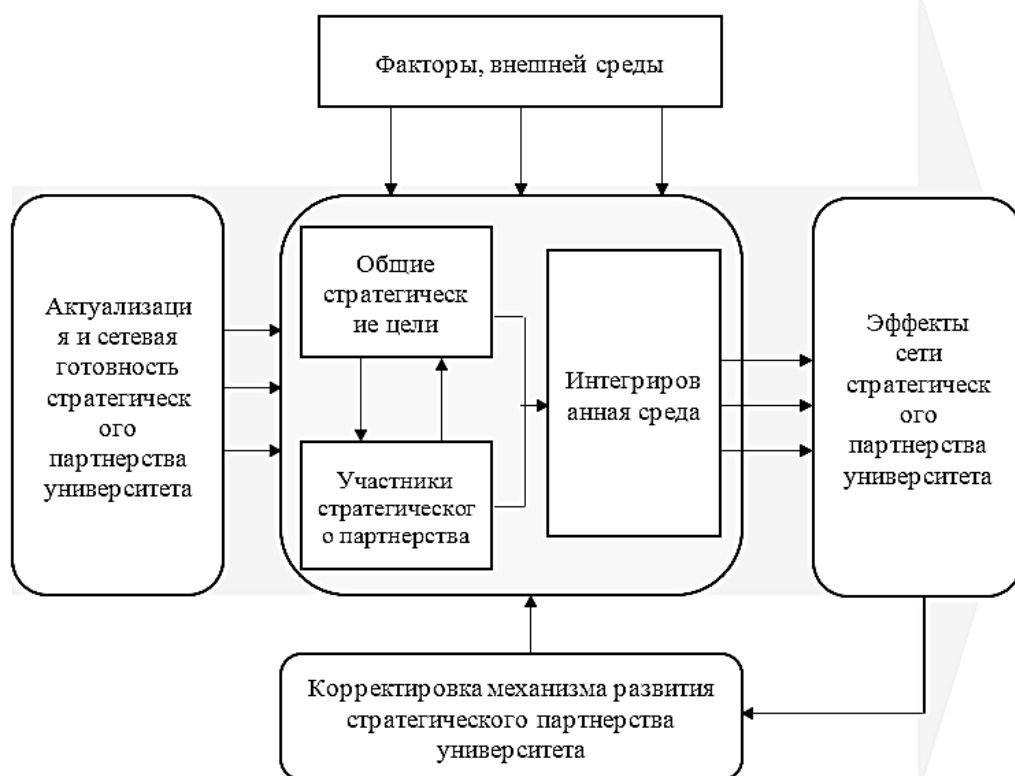 Факторы, внешней среды
Актуализаци
я и сетевая
готовность
стратегическ
ого
партнерства
университета
Общие
стратегическ
ие цели
Участники
стратегическог
о партнерства
Интегриров
анная среда
Эффекты
сети
стратегическ
ого
партнерства
университета
Корректировка механизма развития
стратегического партнерства
университета